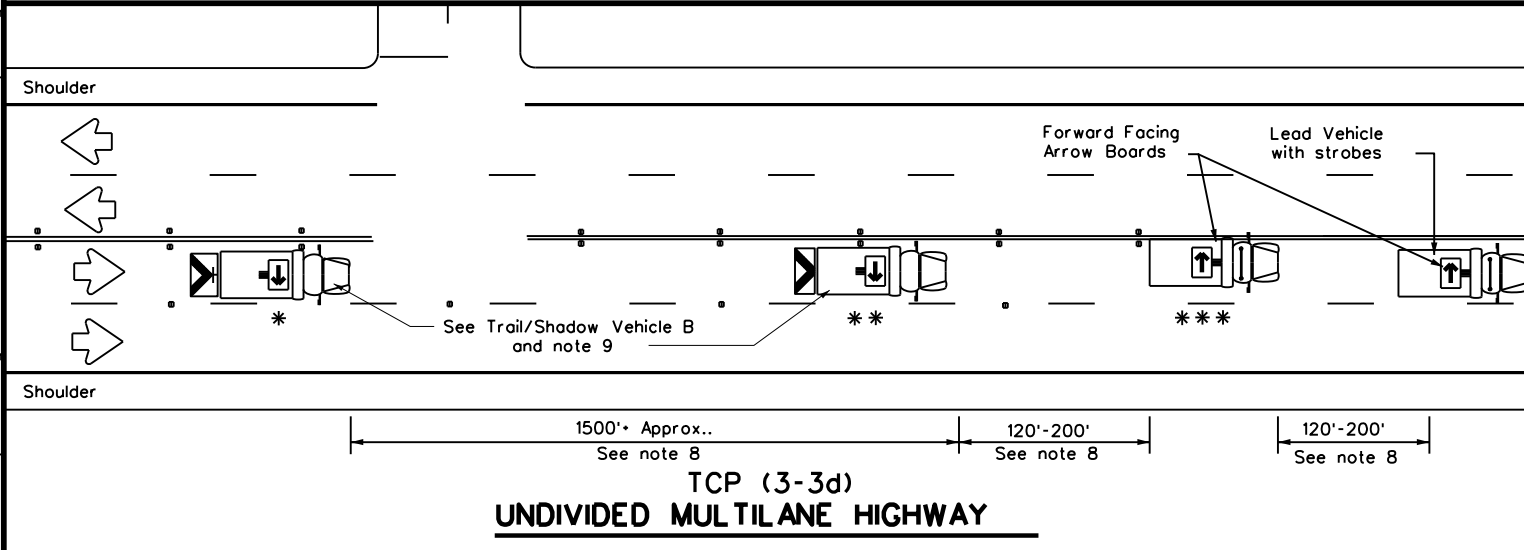 Shoulder
Forward Facing
Arrow Boards
Lead Vehicle
with strobes
*
**
***
See Trail/Shadow Vehicle B
and note 9
Shoulder
1500'+ Approx..
See note 8
120'-200'
See note 8
120'-200'
See note 8
TCP (3-3d)
UNDIVIDED MULTILANE HIGHWAY